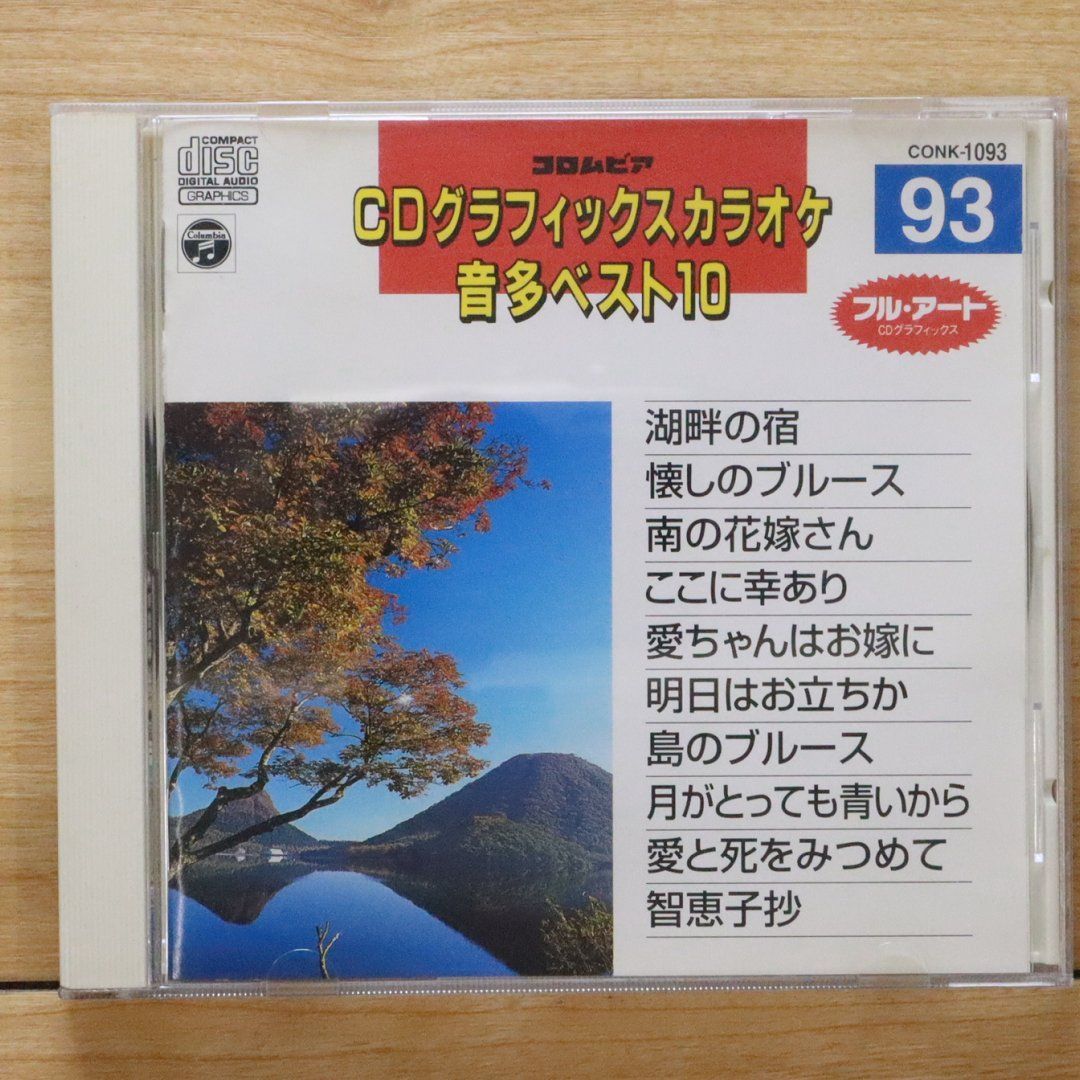 COMPACT
disc
DIGITAL AUDIO
GRAPHICS
Columbia
コロムビア
CDグラフィックスカラオケ
音多ベスト10
CONK-1093
93
フル・アート
CDグラフィックス
湖畔の宿
懐しのブルース
南の花嫁さん
ここに幸あり
愛ちゃんはお嫁に
明日はお立ちか
島のブルース
月がとっても青いから
愛と死をみつめて
智恵子抄